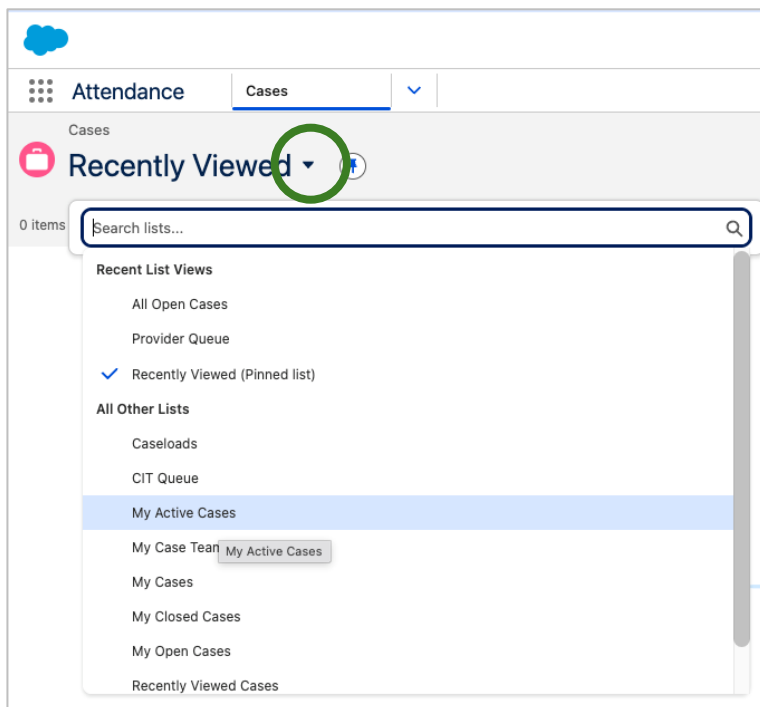 Attendance
Cases
Cases
Recently Viewed
0 items
Search lists...
Recent List Views
All Open Cases
Provider Queue
Recently Viewed (Pinned list)
All Other Lists
Caseloads
CIT Queue
My Active Cases
My Case Team
My Active Cases
My Cases
My Closed Cases
My Open Cases
Recently Viewed Cases